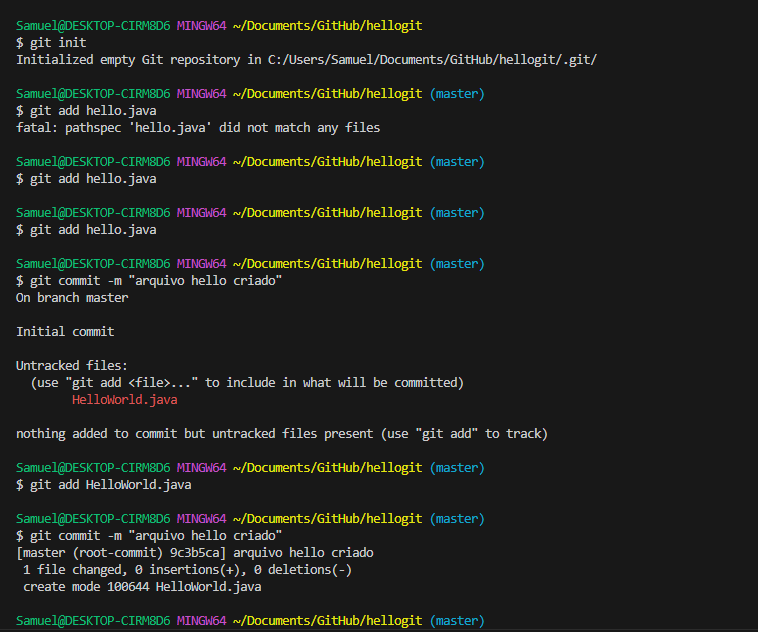 Samuel@DESKTOP-CIRM8D6 MINGW64 ~/Documents/GitHub/hellogit
$ git init
Initialized empty Git repository in C:/Users/Samuel/Documents/GitHub/hellogit/.git/

Samuel@DESKTOP-CIRM8D6 MINGW64 ~/Documents/GitHub/hellogit (master)
$ git add hello.java
fatal: pathspec 'hello.java' did not match any files

Samuel@DESKTOP-CIRM8D6 MINGW64 ~/Documents/GitHub/hellogit (master)
$ git add hello.java

Samuel@DESKTOP-CIRM8D6 MINGW64 ~/Documents/GitHub/hellogit (master)
$ git add hello.java

Samuel@DESKTOP-CIRM8D6 MINGW64 ~/Documents/GitHub/hellogit (master)
$ git commit -m "arquivo hello criado"
On branch master

Initial commit

Untracked files:
  (use "git add <file>..." to include in what will be committed)
        HelloWorld.java

nothing added to commit but untracked files present (use "git add" to track)

Samuel@DESKTOP-CIRM8D6 MINGW64 ~/Documents/GitHub/hellogit (master)
$ git add HelloWorld.java

Samuel@DESKTOP-CIRM8D6 MINGW64 ~/Documents/GitHub/hellogit (master)
$ git commit -m "arquivo hello criado"
[master (root-commit) 9c3b5ca] arquivo hello criado
 1 file changed, 0 insertions(+), 0 deletions(-)
 create mode 100644 HelloWorld.java

Samuel@DESKTOP-CIRM8D6 MINGW64 ~/Documents/GitHub/hellogit (master)